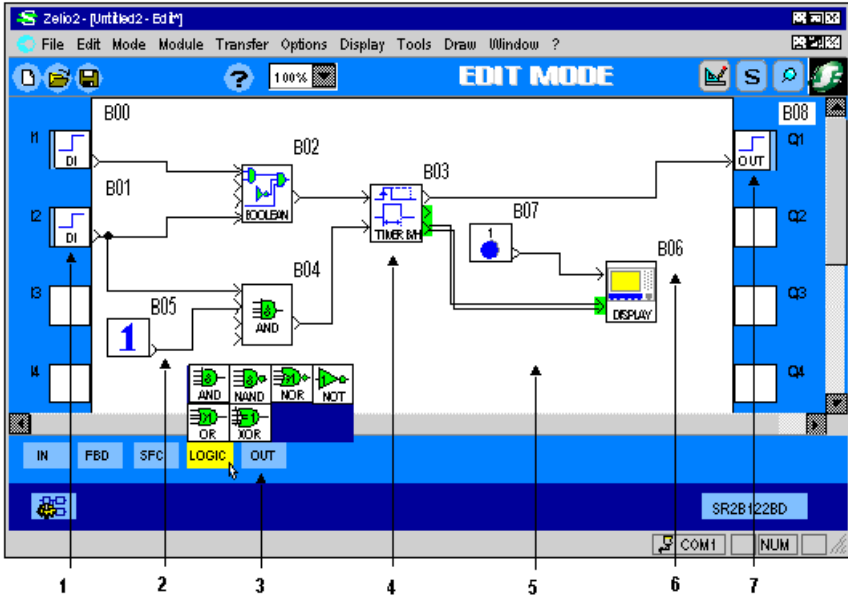 Zelio2 - [Untitled2 - Edit*]
File Edit Mode Module Transfer Options Display Tools Draw Window ?
? 100% EDIT MODE S
B00 B08
I1 DI B02 OUT Q1
BOOLEAN
B01 B03
I2 DI TIMER B/H B07 Q2
1
B06
B04
I3 B05 AND DISPLAY Q3
1
I4 Q4
AND NAND NOR NOT
OR XOR
IN FBD SFC LOGIC OUT
SR2B122BD
COM1 NUM
1 2 3 4 5 6 7